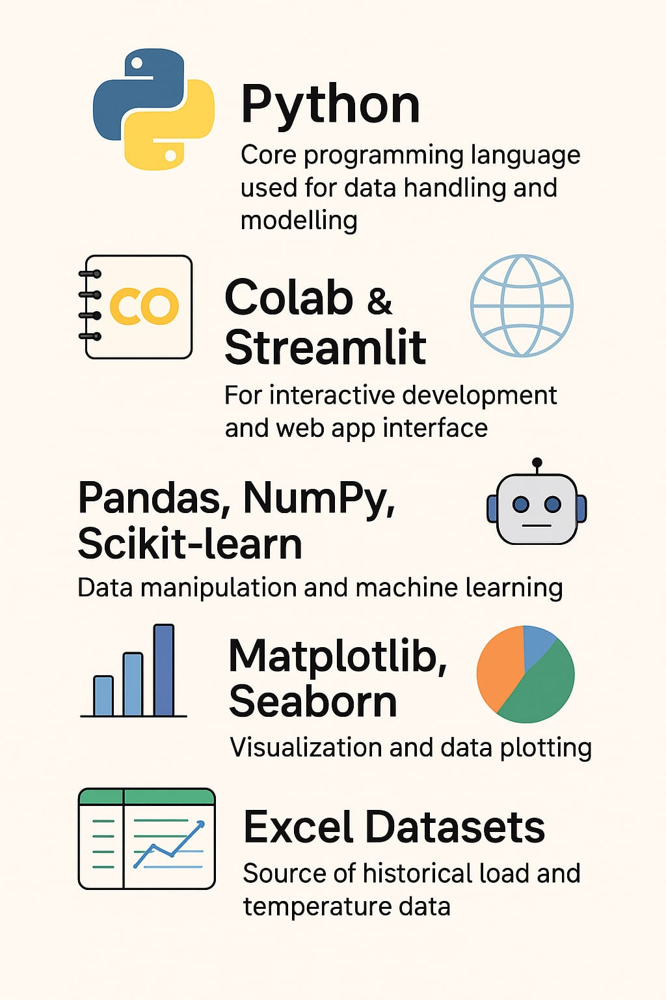 Python
Core programming language
used for data handling and
modelling
CO
Colab &
Streamlit
For interactive development
and web app interface
Pandas, NumPy,
Scikit-learn
Data manipulation and machine learning
Matplotlib,
Seaborn
Visualization and data plotting
Excel Datasets
Source of historical load and
temperature data